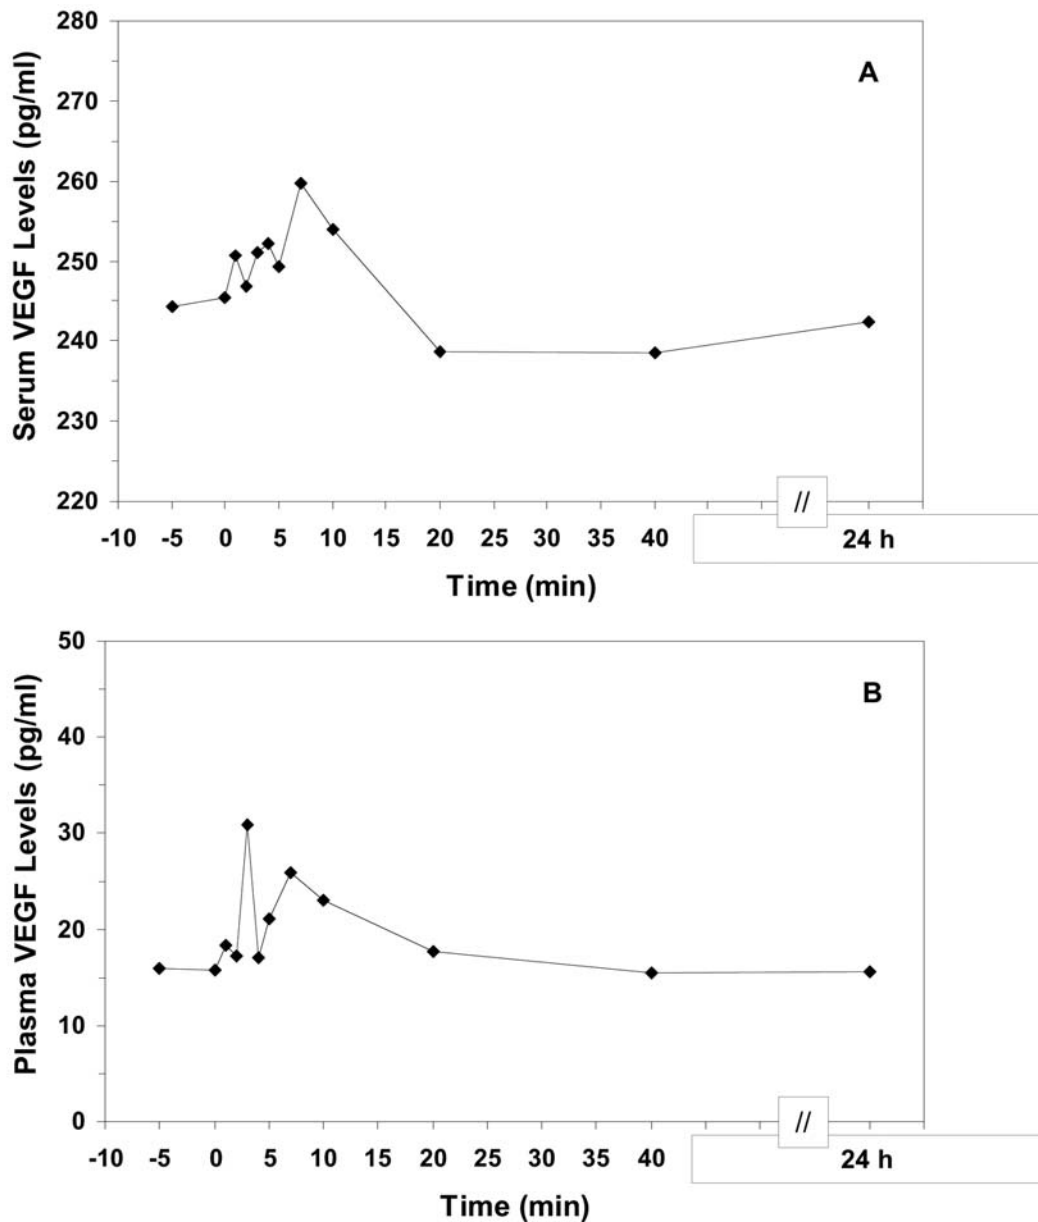 280
A
270
260
250
240
230
220
Serum VEGF Levels (pg/ml)
//
-10 -5 0 5 10 15 20 25 30 35 40 24 h
Time (min)
50
B
40
30
20
10
0
Plasma VEGF Levels (pg/ml)
//
-10 -5 0 5 10 15 20 25 30 35 40 24 h
Time (min)